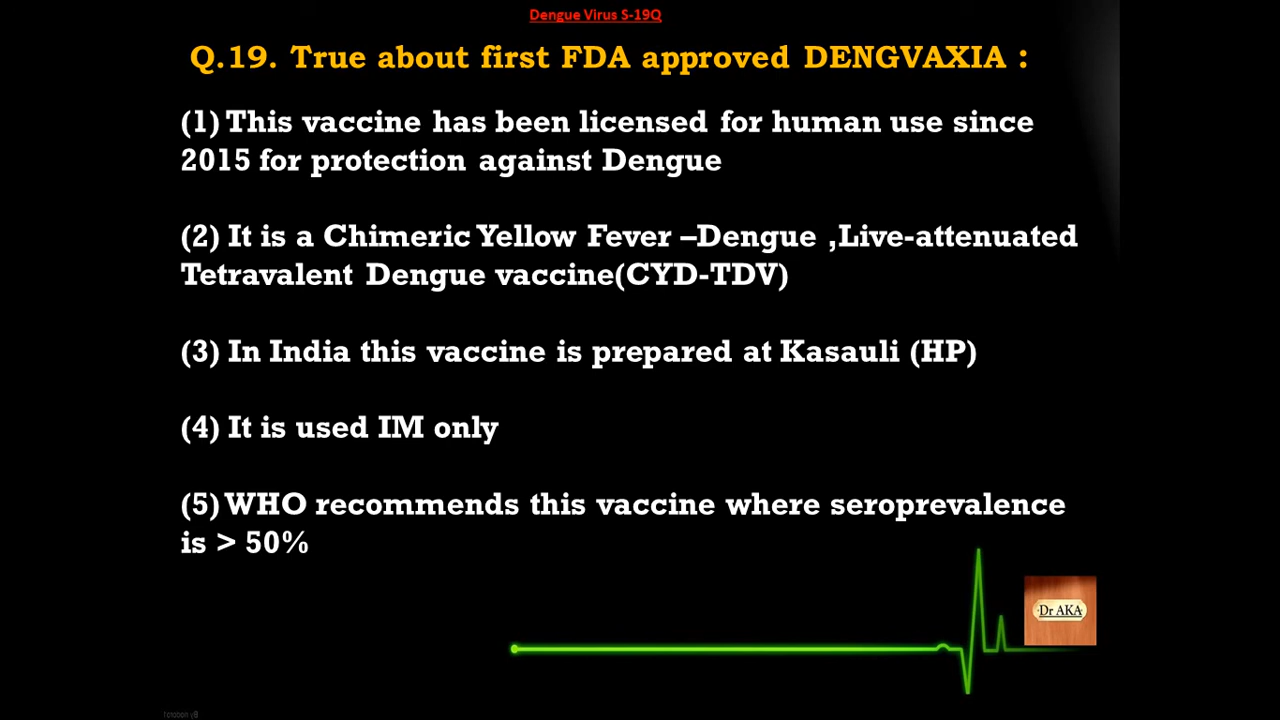 Dengue Virus S-19Q
Q.19. True about first FDA approved DENGVAXIA :
(1) This vaccine has been licensed for human use since
2015 for protection against Dengue
(2) It is a Chimeric Yellow Fever –Dengue ,Live-attenuated
Tetravalent Dengue vaccine(CYD-TDV)
(3) In India this vaccine is prepared at Kasauli (HP)
(4) It is used IM only
(5) WHO recommends this vaccine where seroprevalence
is > 50%
Dr AKA